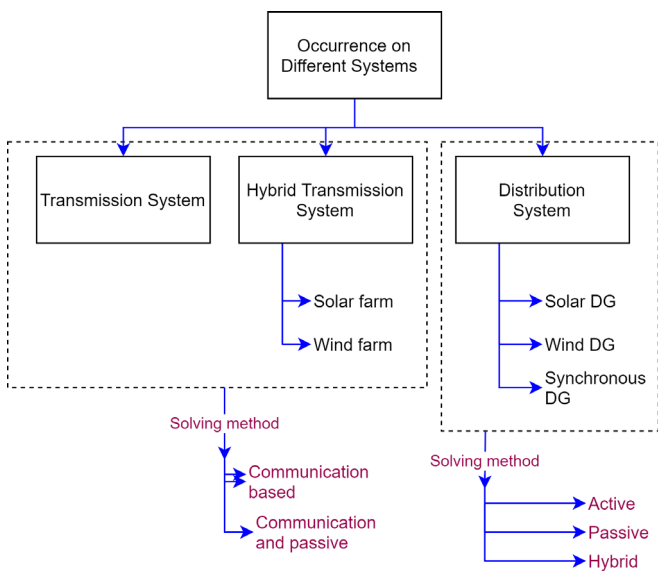 Occurrence on
Different Systems
Transmission System
Hybrid Transmission
System
Distribution
System
Solar farm
Wind farm
Solar DG
Wind DG
Synchronous
DG
Solving method
Communication
based
Communication
and passive
Solving method
Active
Passive
Hybrid